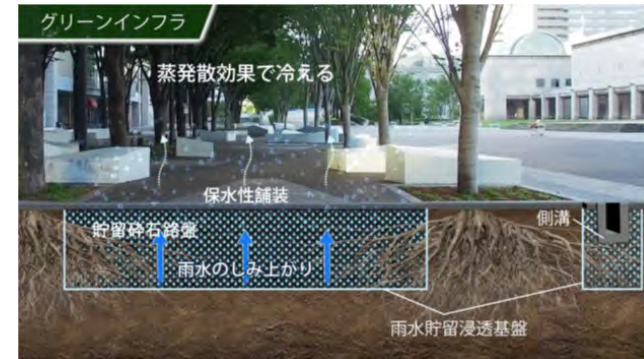 グリーンインフラ
蒸発散効果で冷える
保水性舗装
貯留砕石路盤
側溝
雨水のしみ上がり
雨水貯留浸透基盤